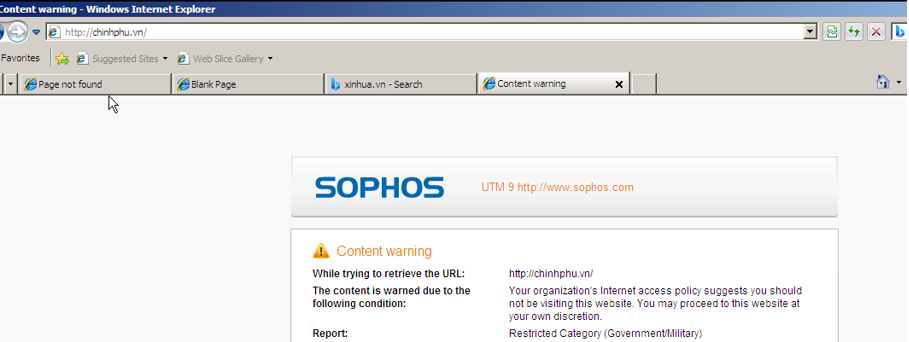 Content warning - Windows Internet Explorer
http://chinhphu.vn/
Favorites Suggested Sites Web Slice Gallery
Page not found Blank Page xinhua.vn - Search Content warning
SOPHOS UTM 9 http://www.sophos.com
Content warning
While trying to retrieve the URL: http://chinhphu.vn/
The content is warned due to the following condition: Your organization's Internet access policy suggests you should
not be visiting this website. You may proceed to this website at
your own discretion.
Report: Restricted Category (Government/Military)